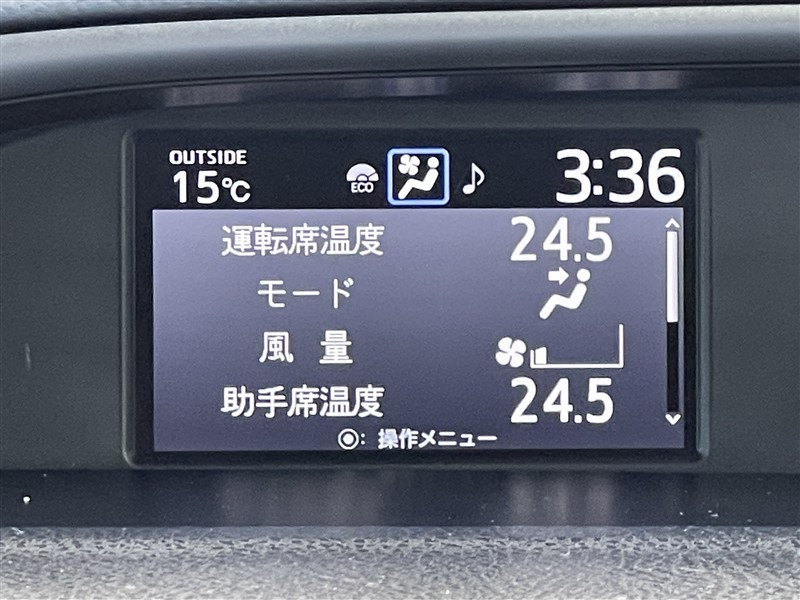 OUTSIDE
15℃
ECO
3:36
運転席温度 24.5
モード
風 量
助手席温度 24.5
◉: 操作メニュー